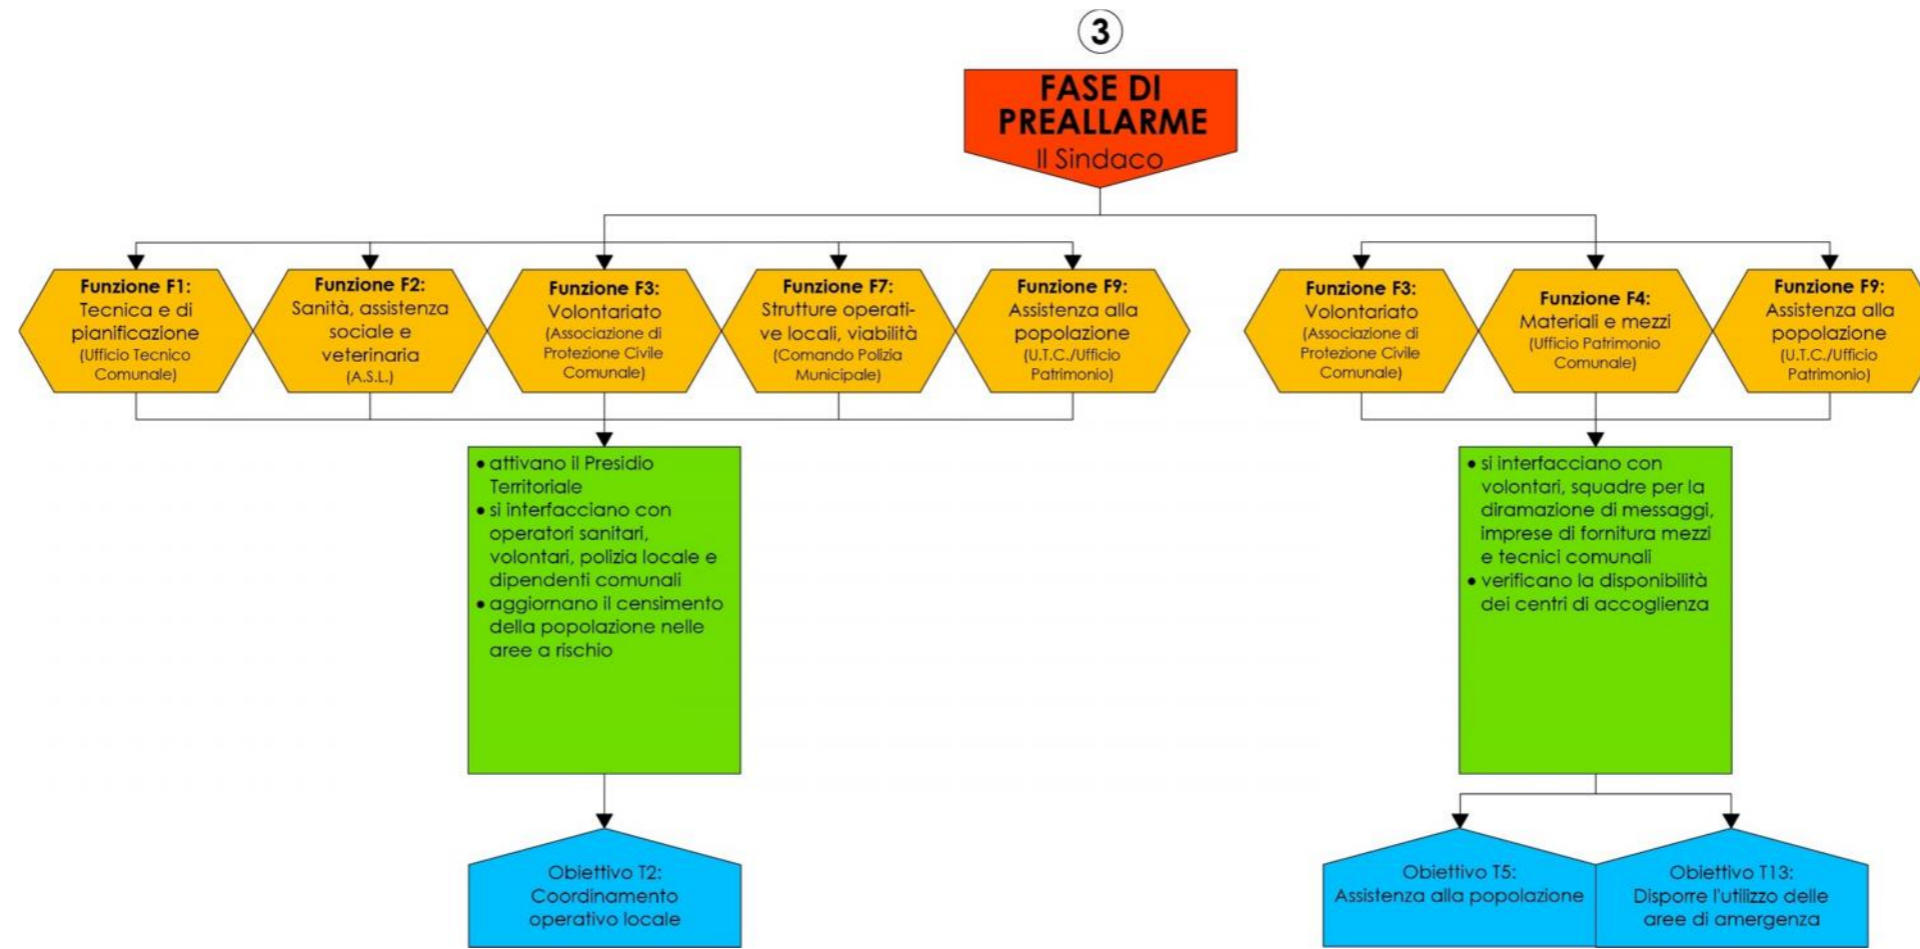 3
FASE DI
PREALLARME
Il Sindaco
Funzione F1:
Tecnica e di
pianificazione
(Ufficio Tecnico
Comunale)
Funzione F2:
Sanità, assistenza
sociale e
veterinaria
(A.S.L.)
Funzione F3:
Volontariato
(Associazione di
Protezione Civile
Comunale)
Funzione F7:
Strutture operati-
ve locali, viabilità
(Comando Polizia
Municipale)
Funzione F9:
Assistenza alla
popolazione
(U.T.C./Ufficio
Patrimonio)
Funzione F3:
Volontariato
(Associazione di
Protezione Civile
Comunale)
Funzione F4:
Materiali e mezzi
(Ufficio Patrimonio
Comunale)
Funzione F9:
Assistenza alla
popolazione
(U.T.C./Ufficio
Patrimonio)
• attivano il Presidio
Territoriale
• si interfacciano con
operatori sanitari,
volontari, polizia locale e
dipendenti comunali
• aggiornano il censimento
della popolazione nelle
aree a rischio
• si interfacciano con
volontari, squadre per la
diramazione di messaggi,
imprese di fornitura mezzi
e tecnici comunali
• verificano la disponibilità
dei centri di accoglienza
Obiettivo T2:
Coordinamento
operativo locale
Obiettivo T5:
Assistenza alla popolazione
Obiettivo T13:
Disporre l'utilizzo delle
aree di amergenza